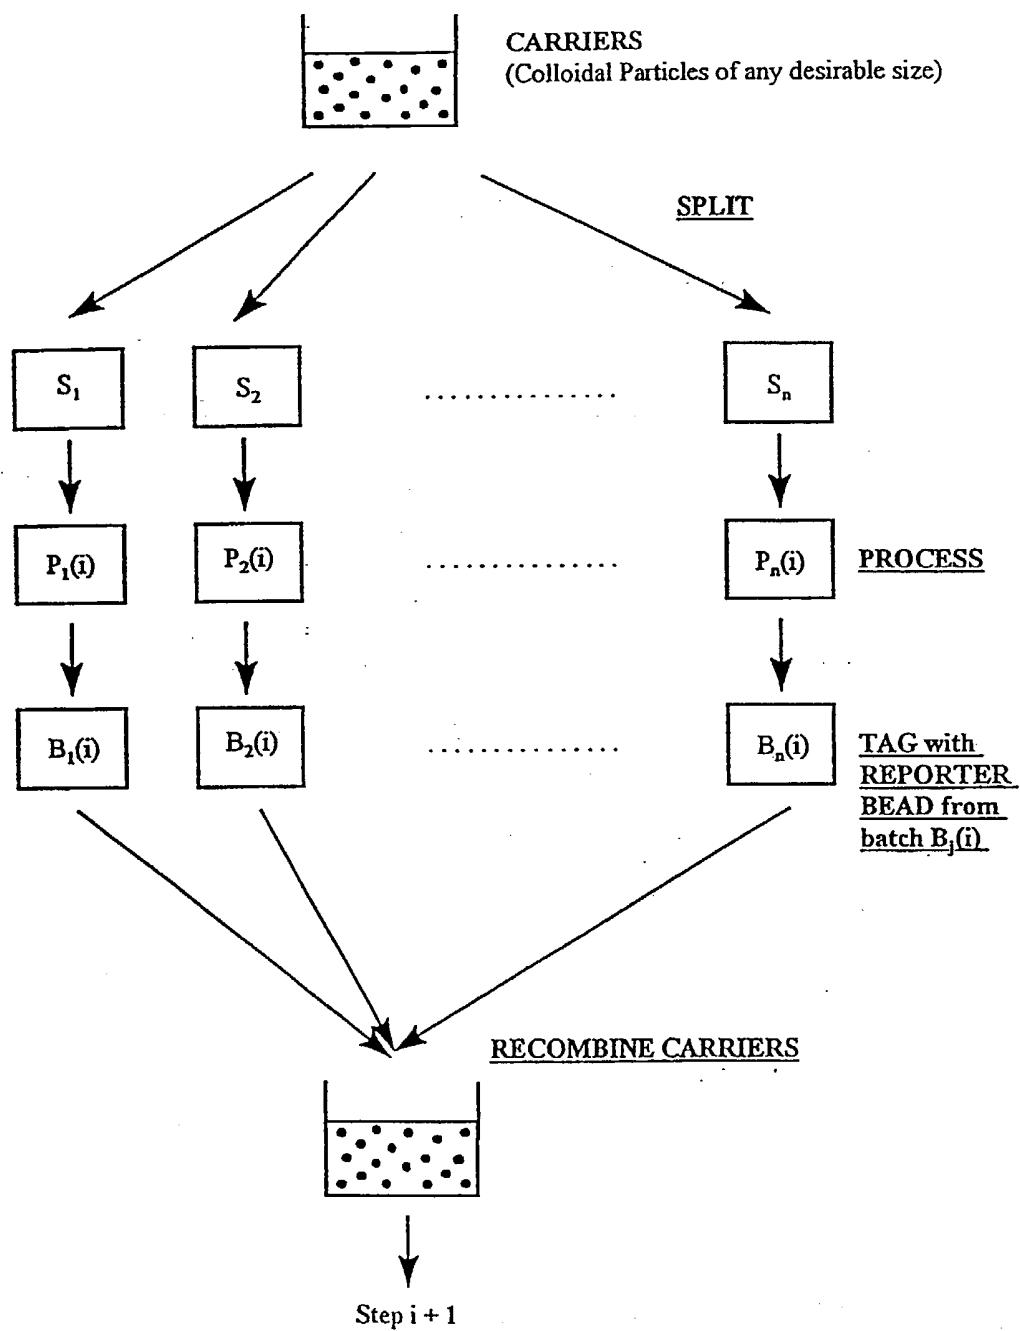 CARRIERS
(Colloidal Particles of any desirable size)
SPLIT
S₁ S₂ .............. Sₙ
P₁(i) P₂(i) .............. Pₙ(i) PROCESS
B₁(i) B₂(i) .............. Bₙ(i) TAG with
REPORTER
BEAD from
batch Bⱼ(i)
RECOMBINE CARRIERS
Step i + 1